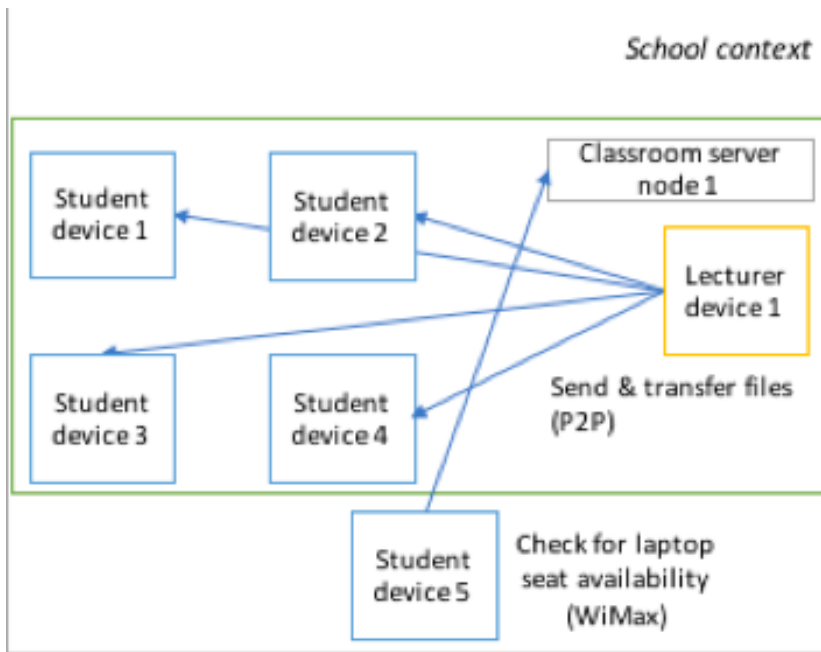 School context
Classroom server
node 1
Student
device 1
Student
device 2
Lecturer
device 1
Student
device 3
Student
device 4
Send & transfer files
(P2P)
Student
device 5
Check for laptop
seat availability
(WiMax)